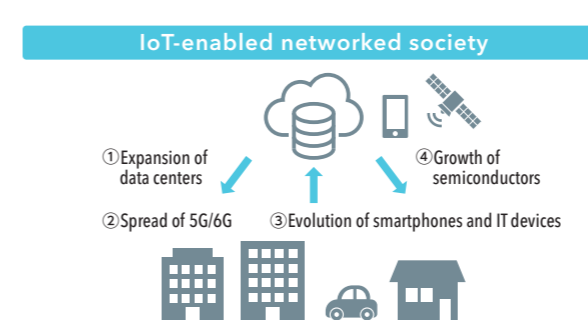 IoT-enabled networked society
①Expansion of
data centers
④Growth of
semiconductors
②Spread of 5G/6G
③Evolution of smartphones and IT devices